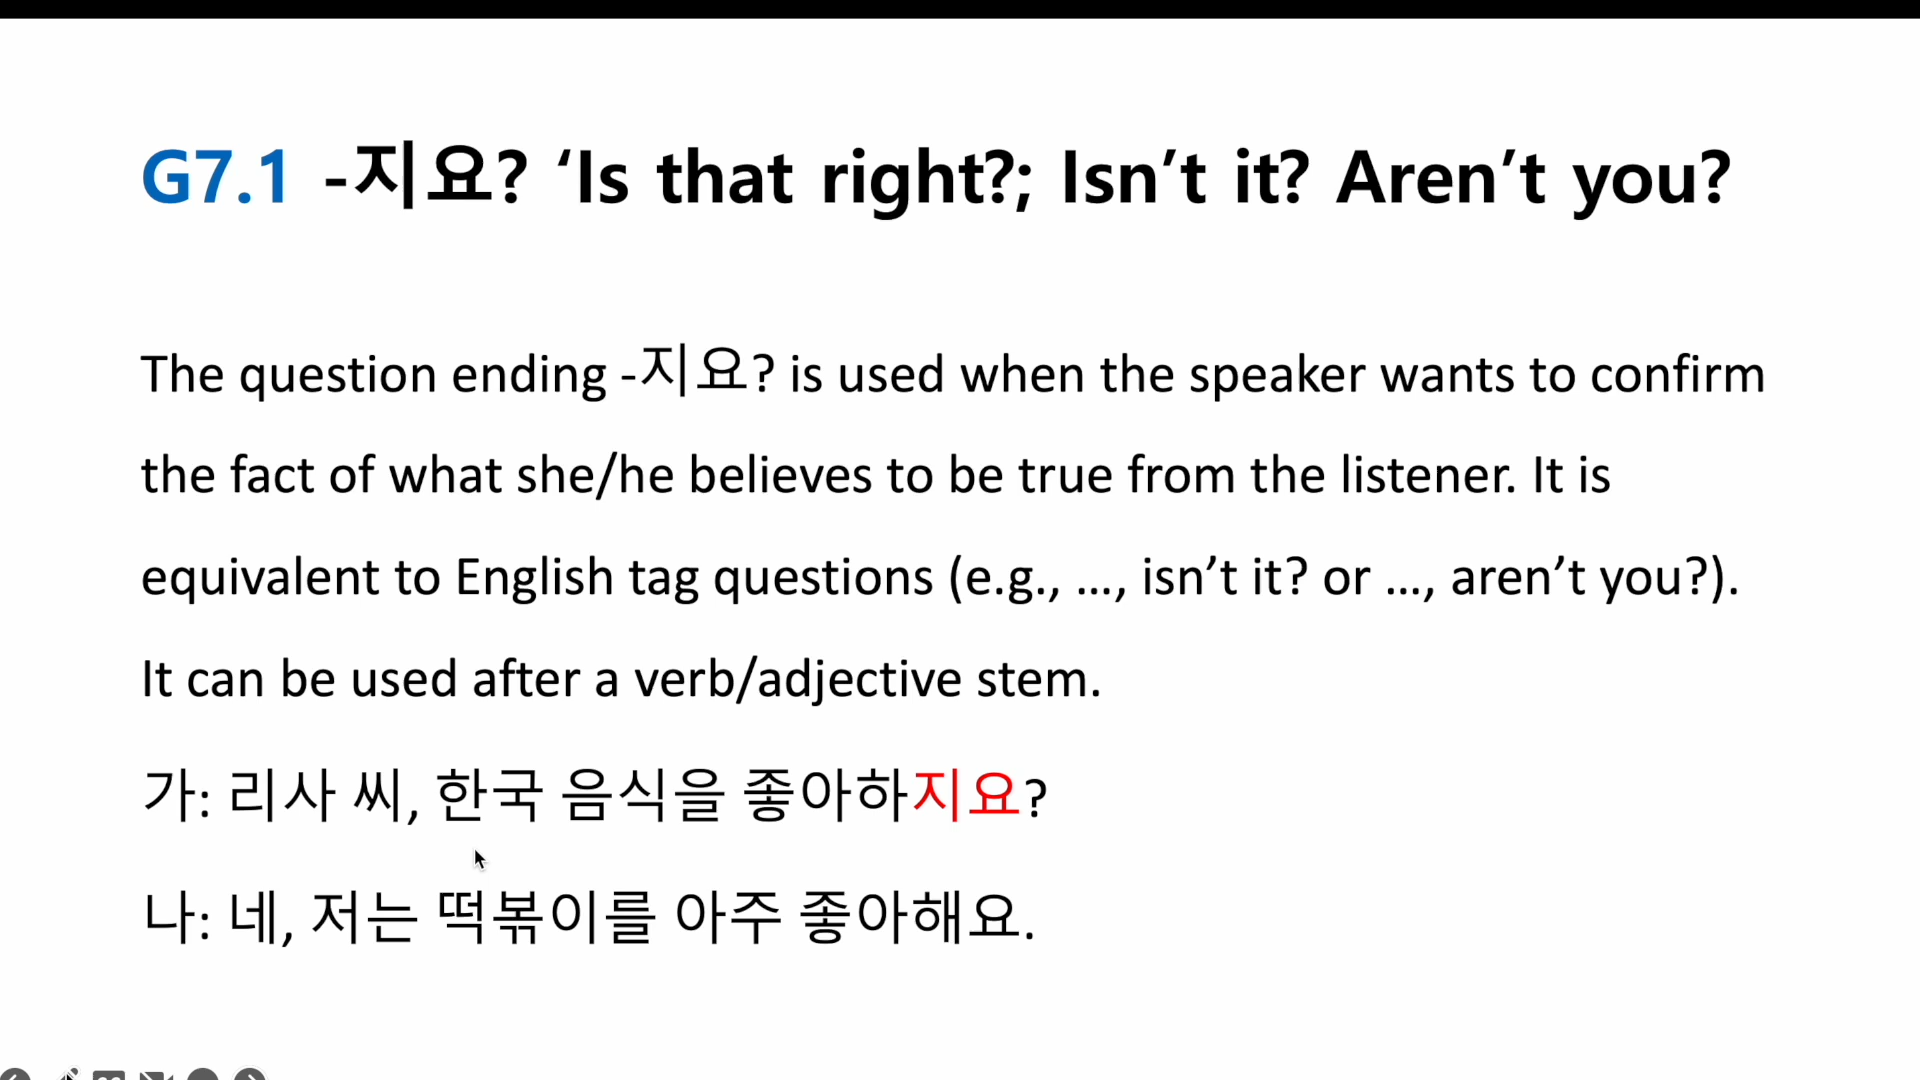 G7.1 -지요? ‘Is that right?; Isn’t it? Aren’t you?
The question ending -지요? is used when the speaker wants to confirm
the fact of what she/he believes to be true from the listener. It is
equivalent to English tag questions (e.g., …, isn’t it? or …, aren’t you?).
It can be used after a verb/adjective stem.
가: 리사 씨, 한국 음식을 좋아하지요?
나: 네, 저는 떡볶이를 아주 좋아해요.